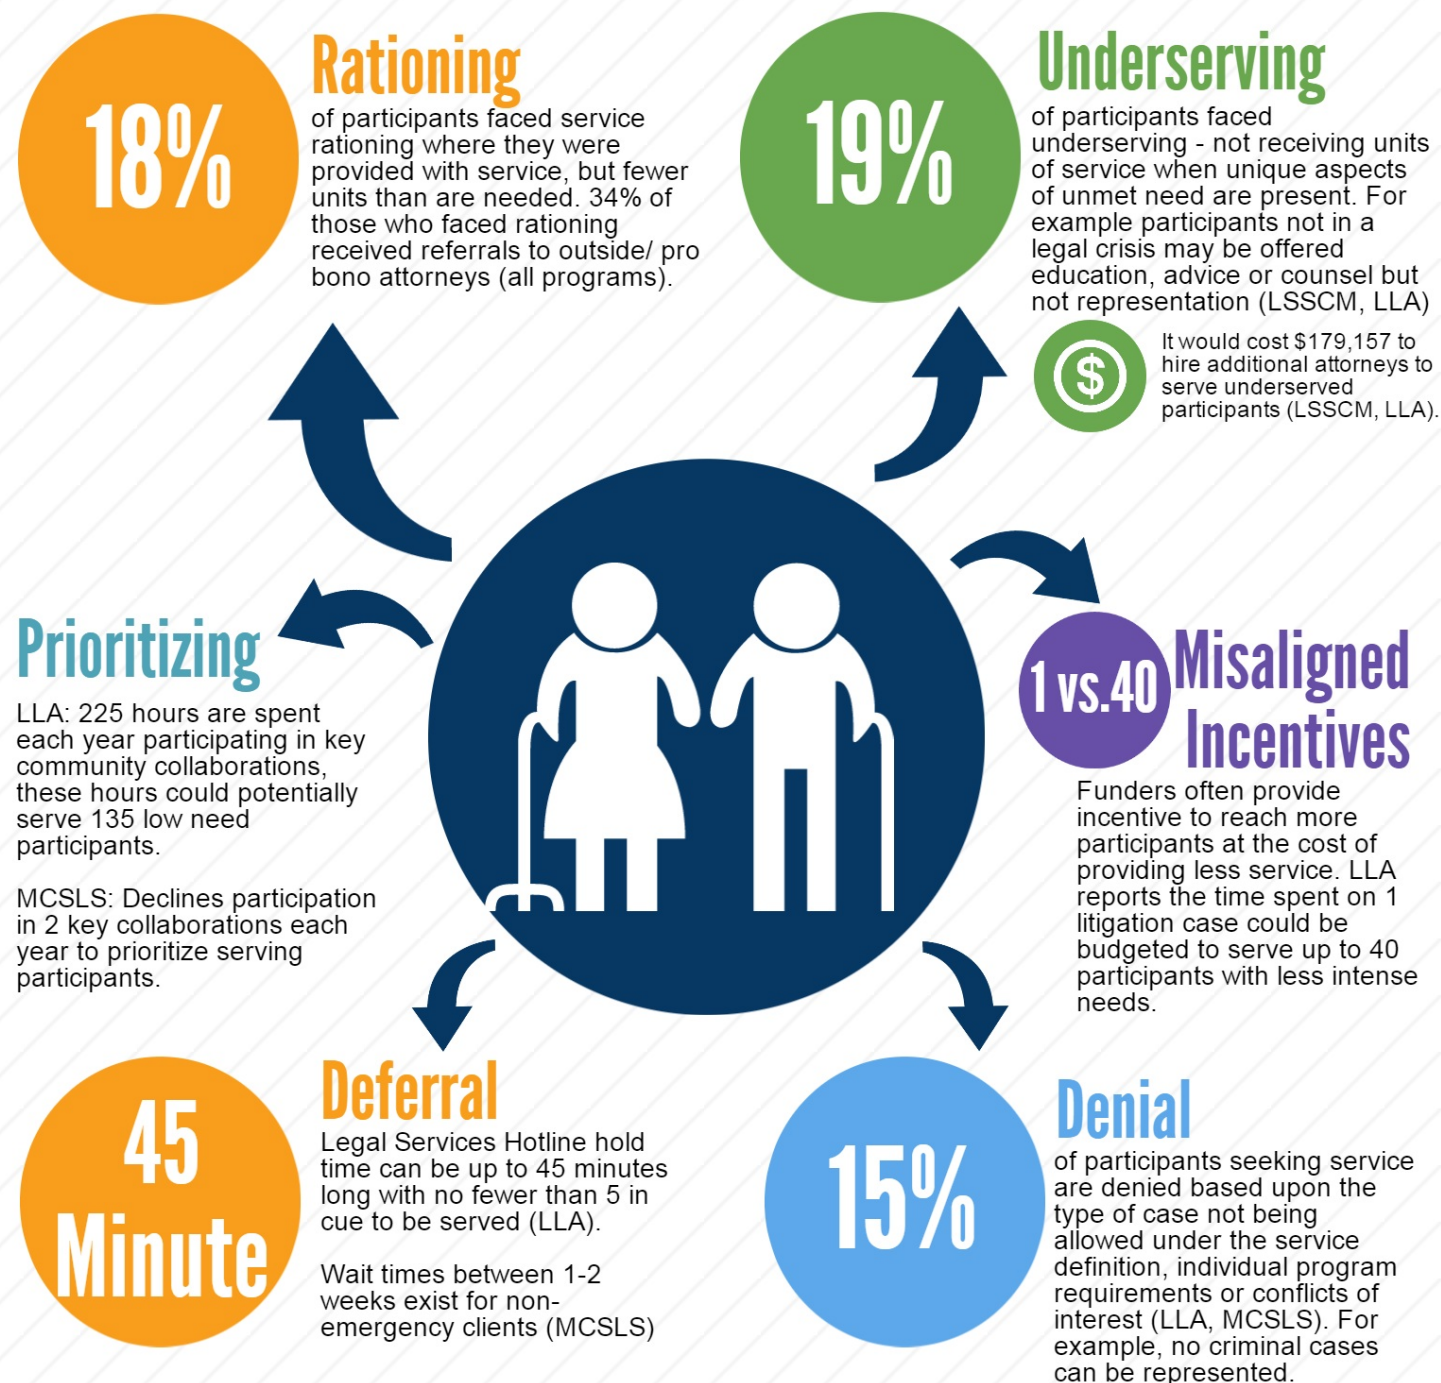 18%
Rationing
of participants faced service
rationing where they were
provided with service, but fewer
units than are needed. 34% of
those who faced rationing
received referrals to outside/ pro
bono attorneys (all programs).
19%
Underserving
of participants faced
underserving - not receiving units
of service when unique aspects
of unmet need are present. For
example participants not in a
legal crisis may be offered
education, advice or counsel but
not representation (LSSCM, LLA)
$
It would cost $179,157 to
hire additional attorneys to
serve underserved
participants (LSSCM, LLA).
Prioritizing
LLA: 225 hours are spent
each year participating in key
community collaborations,
these hours could potentially
serve 135 low need
participants.
MCSLS: Declines participation
in 2 key collaborations each
year to prioritize serving
participants.
1 vs.40
Misaligned
Incentives
Funders often provide
incentive to reach more
participants at the cost of
providing less service. LLA
reports the time spent on 1
litigation case could be
budgeted to serve up to 40
participants with less intense
needs.
45
Minute
Deferral
Legal Services Hotline hold
time can be up to 45 minutes
long with no fewer than 5 in
cue to be served (LLA).
Wait times between 1-2
weeks exist for non-
emergency clients (MCSLS)
15%
Denial
of participants seeking service
are denied based upon the
type of case not being
allowed under the service
definition, individual program
requirements or conflicts of
interest (LLA, MCSLS). For
example, no criminal cases
can be represented.